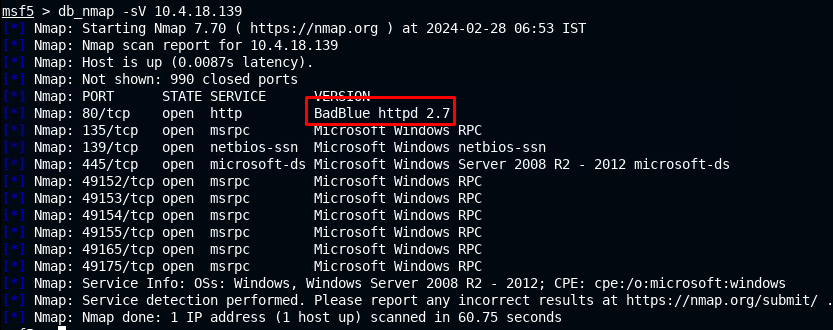 msf5 > db_nmap -sV 10.4.18.139
[*] Nmap: Starting Nmap 7.70 ( https://nmap.org ) at 2024-02-28 06:53 IST
[*] Nmap: Nmap scan report for 10.4.18.139
[*] Nmap: Host is up (0.0087s latency).
[*] Nmap: Not shown: 990 closed ports
[*] Nmap: PORT      STATE SERVICE      VERSION
[*] Nmap: 80/tcp    open  http         BadBlue httpd 2.7
[*] Nmap: 135/tcp   open  msrpc        Microsoft Windows RPC
[*] Nmap: 139/tcp   open  netbios-ssn  Microsoft Windows netbios-ssn
[*] Nmap: 445/tcp   open  microsoft-ds Microsoft Windows Server 2008 R2 - 2012 microsoft-ds
[*] Nmap: 49152/tcp open  msrpc        Microsoft Windows RPC
[*] Nmap: 49153/tcp open  msrpc        Microsoft Windows RPC
[*] Nmap: 49154/tcp open  msrpc        Microsoft Windows RPC
[*] Nmap: 49155/tcp open  msrpc        Microsoft Windows RPC
[*] Nmap: 49165/tcp open  msrpc        Microsoft Windows RPC
[*] Nmap: 49175/tcp open  msrpc        Microsoft Windows RPC
[*] Nmap: Service Info: OSs: Windows, Windows Server 2008 R2 - 2012; CPE: cpe:/o:microsoft:windows
[*] Nmap: Service detection performed. Please report any incorrect results at https://nmap.org/submit/ .
[*] Nmap: Nmap done: 1 IP address (1 host up) scanned in 60.75 seconds